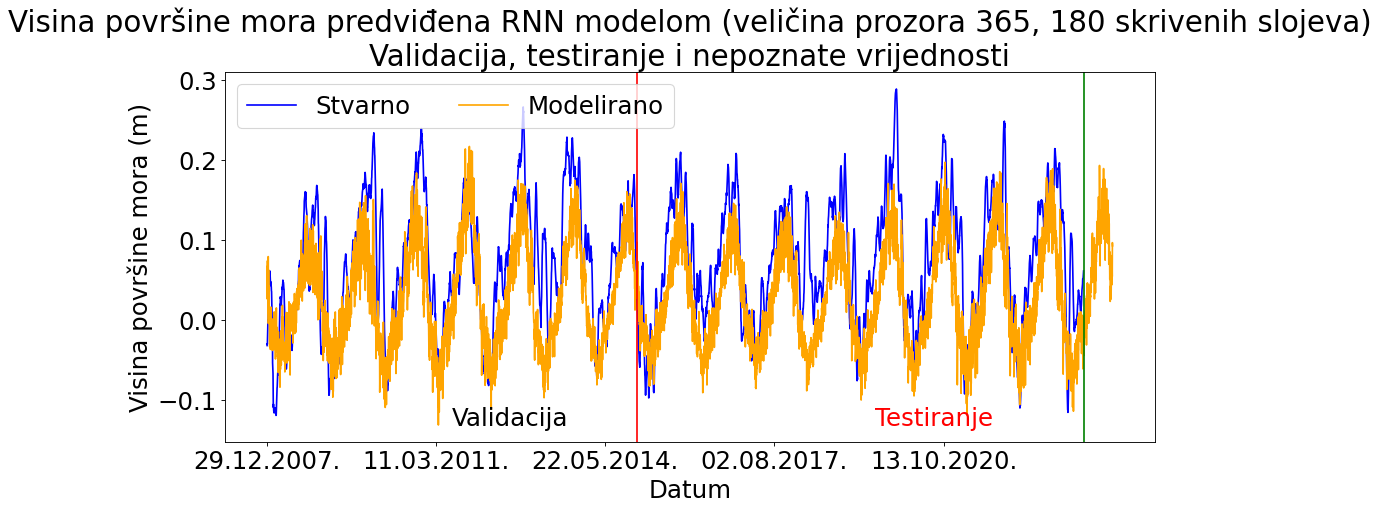 Visina površine mora predviđena RNN modelom (veličina prozora 365, 180 skrivenih slojeva)
Validacija, testiranje i nepoznate vrijednosti
Stvarno Modelirano
Visina površine mora (m)
0.3
0.2
0.1
0.0
−0.1
Validacija Testiranje
29.12.2007. 11.03.2011. 22.05.2014. 02.08.2017. 13.10.2020.
Datum